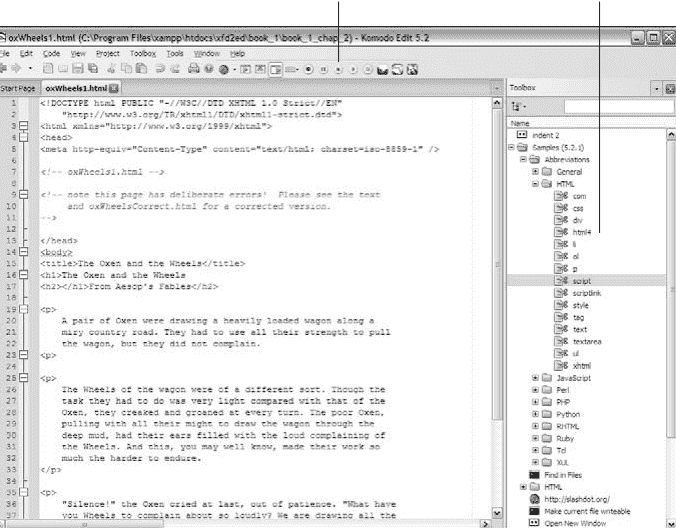 oxWheels1.html (C:\Program Files\xampp\htdocs\xfd2ed\book_1\book_1_chap_2) - Komodo Edit 5.2
File Edit Code View Project Toolbox Tools Window Help
Start Page oxWheels1.html
Toolbox
Name
1 <!DOCTYPE html PUBLIC "-//W3C//DTD XHTML 1.0 Strict//EN"
2 "http://www.w3.org/TR/xhtml1/DTD/xhtml1-strict.dtd">
3 <html xmlns="http://www.w3.org/1999/xhtml">
4 <head>
5 <meta http-equiv="Content-Type" content="text/html; charset=iso-8859-1" />
6
7 <!-- oxWheels1.html -->
8
9 <!-- note this page has deliberate errors! Please see the text
10 and oxWheelsCorrect.html for a corrected version.
11 -->
12
13 </head>
14 <body>
15 <title>The Oxen and the Wheels</title>
16 <h1>The Oxen and the Wheels
17 <h2></h1>From Aesop's Fables</h2>
18
19 <p>
20 A pair of Oxen were drawing a heavily loaded wagon along a
21 miry country road. They had to use all their strength to pull
22 the wagon, but they did not complain.
23 <p>
24
25 <p>
26 The Wheels of the wagon were of a different sort. Though the
27 task they had to do was very light compared with that of the
28 Oxen, they creaked and groaned at every turn. The poor Oxen,
29 pulling with all their might to draw the wagon through the
30 deep mud, had their ears filled with the loud complaining of
31 the Wheels. And this, you may well know, made their work so
32 much the harder to endure.
33 </p>
34
35 <p>
36 "Silence!" the Oxen cried at last, out of patience. "What have
37 you Wheels to complain about so loudly? We are drawing all the
indent 2
Samples (5.2.1)
Abbreviations
General
HTML
com
css
div
html4
li
ol
p
script
scriptlink
style
tag
text
textarea
ul
xhtml
JavaScript
Perl
PHP
Python
RHTML
Ruby
Tcl
XUL
Find in Files
HTML
http://slashdot.org/
Make current file writeable
Open New Window